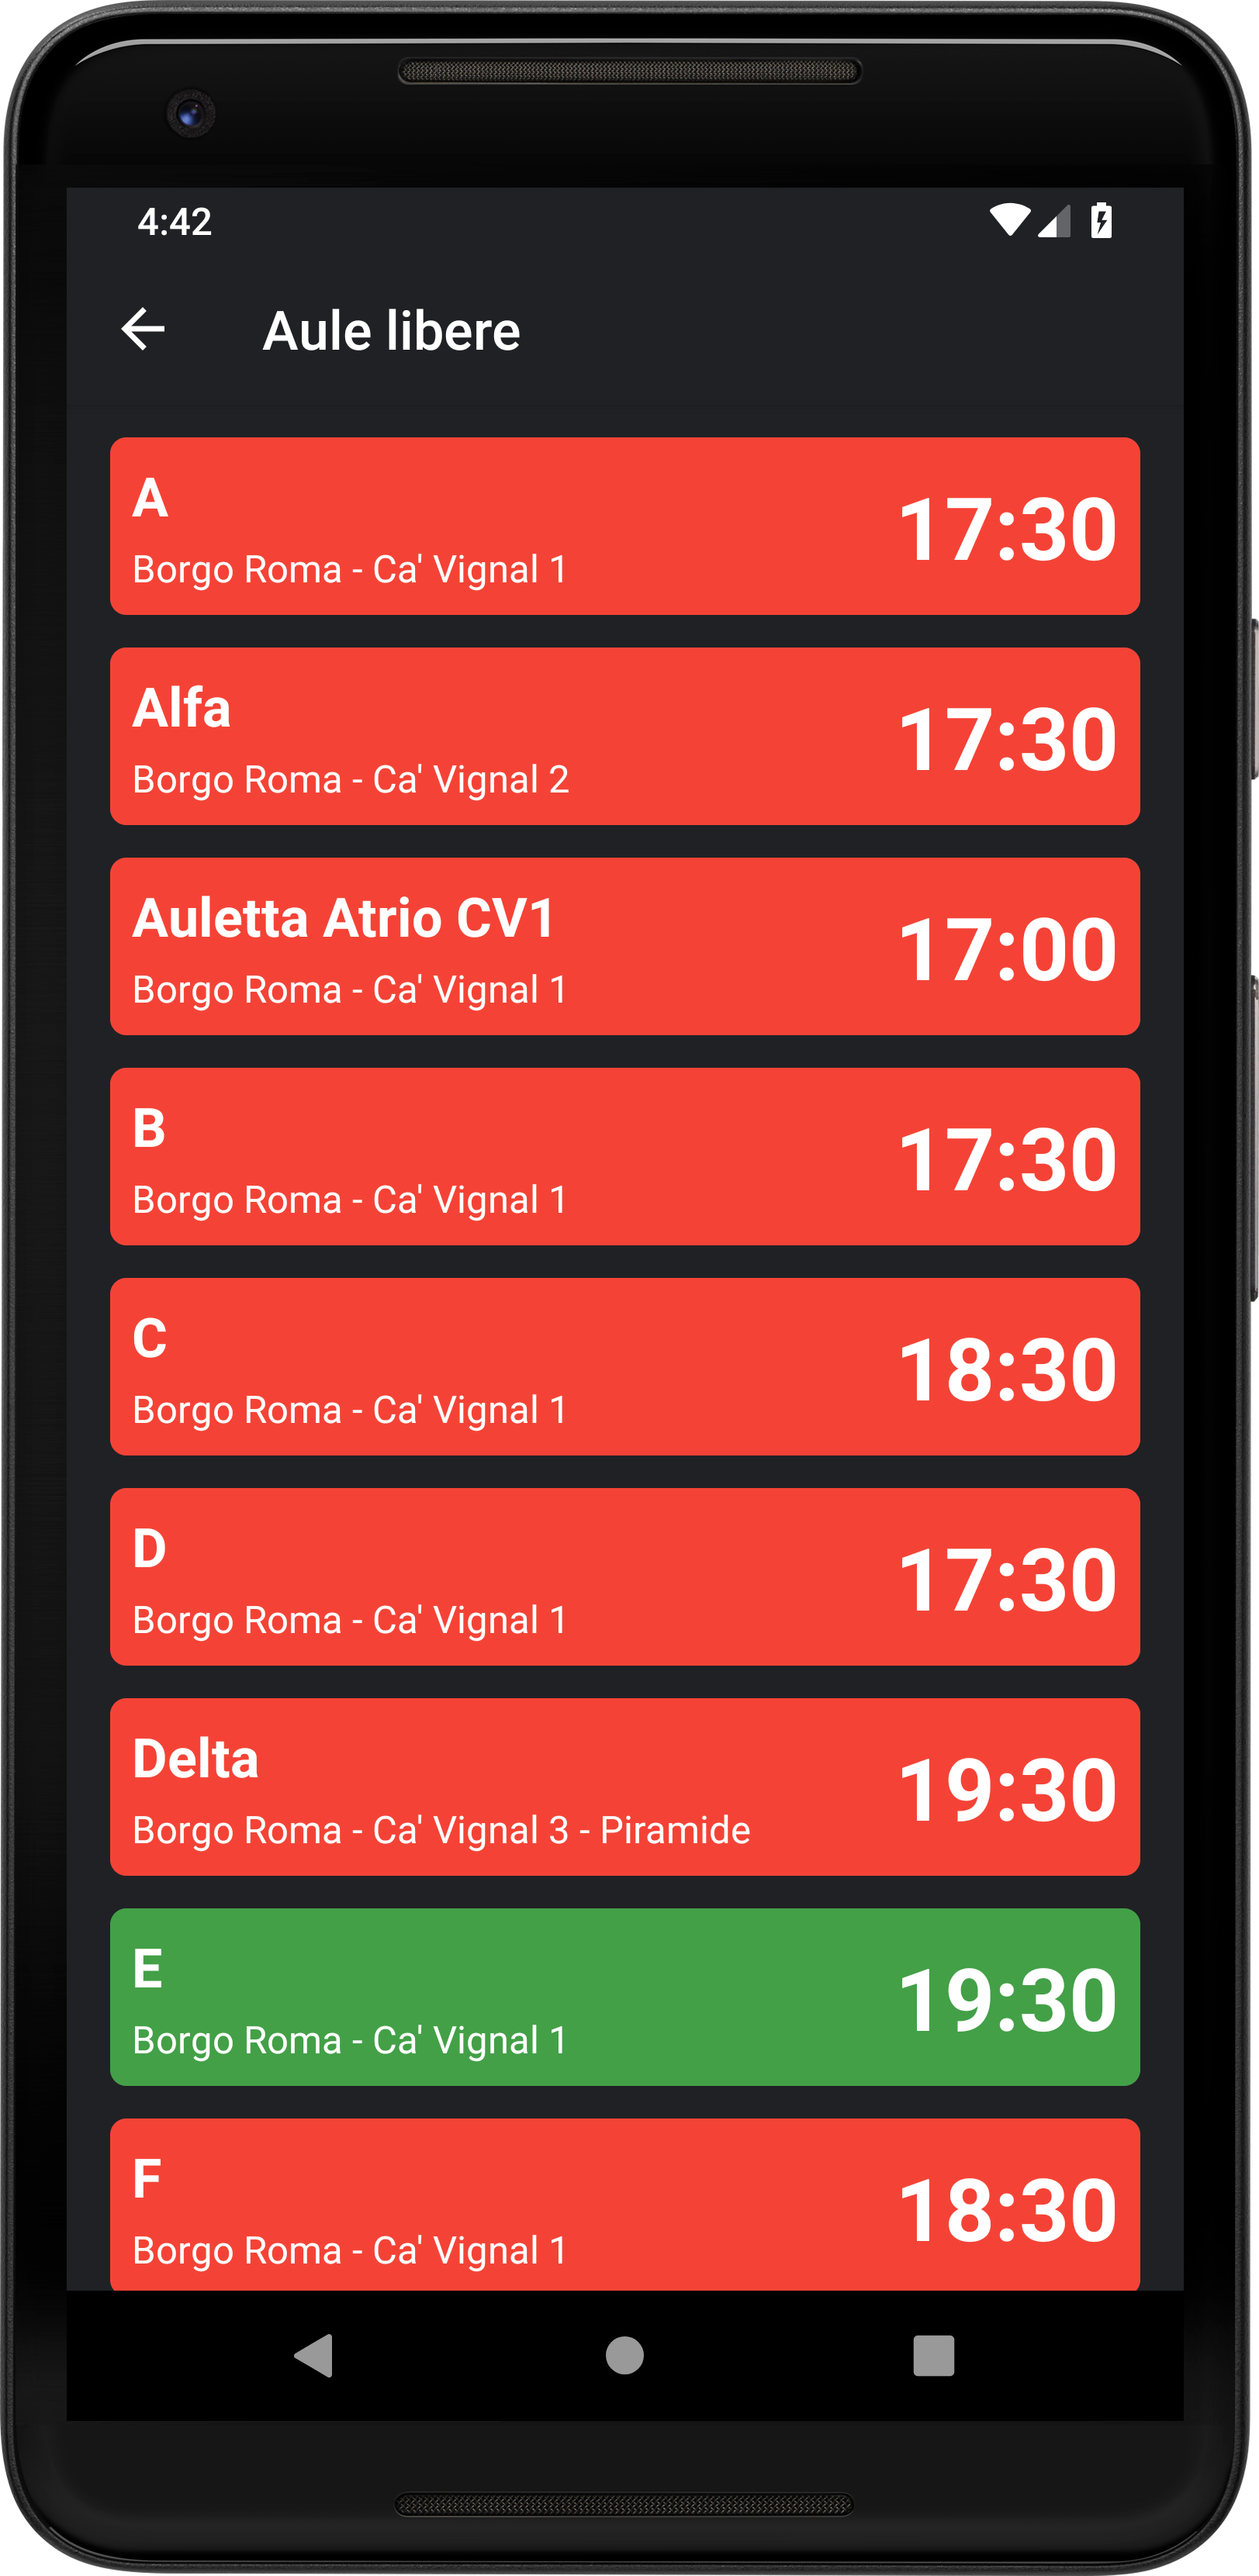 4:42
Aule libere
A
Borgo Roma - Ca' Vignal 1
17:30
Alfa
Borgo Roma - Ca' Vignal 2
17:30
Auletta Atrio CV1
Borgo Roma - Ca' Vignal 1
17:00
B
Borgo Roma - Ca' Vignal 1
17:30
C
Borgo Roma - Ca' Vignal 1
18:30
D
Borgo Roma - Ca' Vignal 1
17:30
Delta
Borgo Roma - Ca' Vignal 3 - Piramide
19:30
E
Borgo Roma - Ca' Vignal 1
19:30
F
Borgo Roma - Ca' Vignal 1
18:30